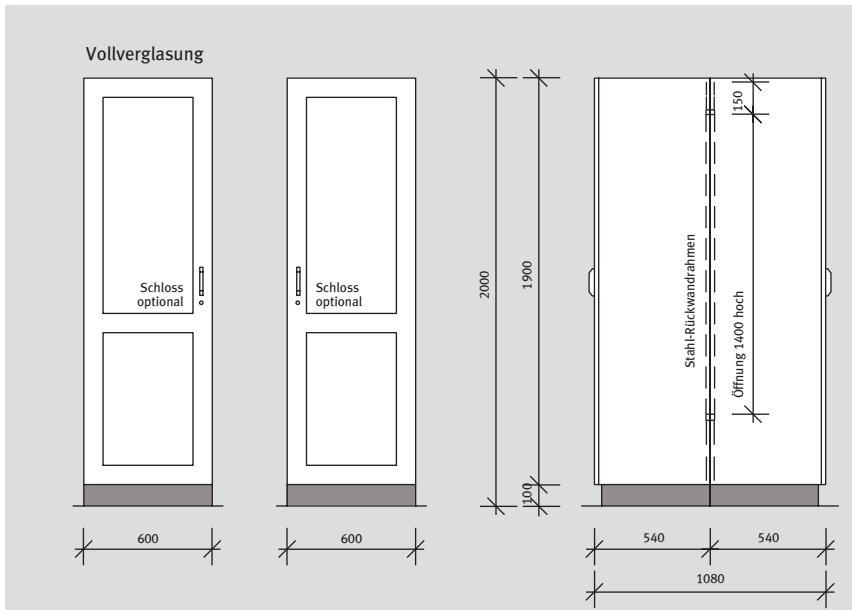 Vollverglasung
Schloss
optional
Schloss
optional
2000
1900
100
150
Stahl-Rückwandrahmen
Öffnung 1400 hoch
600
600
540
540
1080